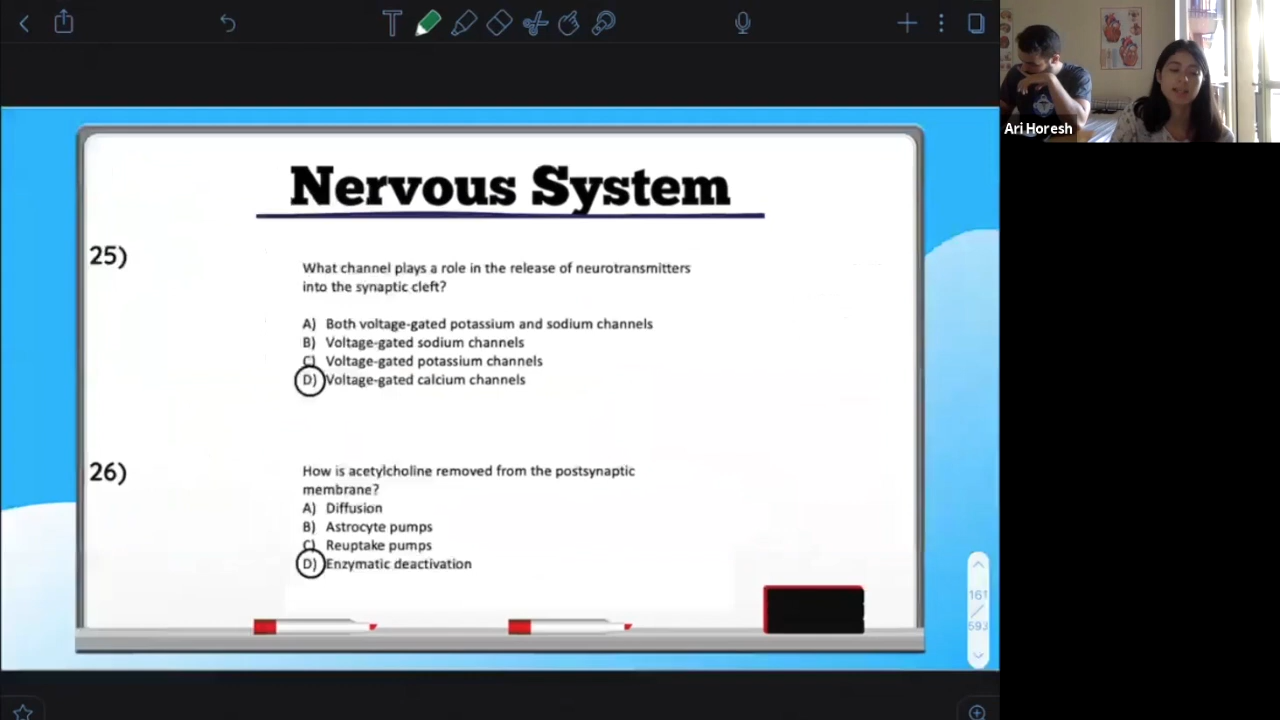 Ari Horesh
Nervous System
25)
What channel plays a role in the release of neurotransmitters
into the synaptic cleft?
A) Both voltage-gated potassium and sodium channels
B) Voltage-gated sodium channels
C) Voltage-gated potassium channels
D) Voltage-gated calcium channels
26)
How is acetylcholine removed from the postsynaptic
membrane?
A) Diffusion
B) Astrocyte pumps
C) Reuptake pumps
D) Enzymatic deactivation
161
/
593